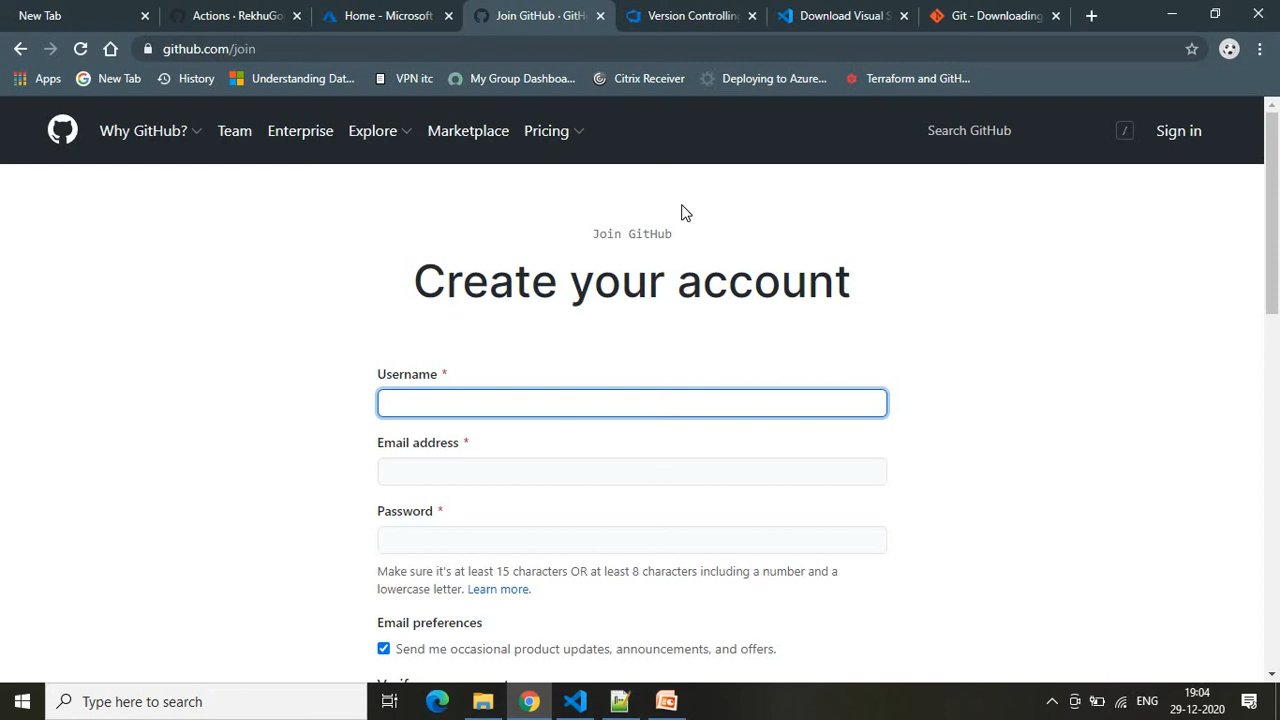 New Tab
Actions · RekhuGo
Home - Microsoft
Join GitHub · GitH
Version Controllin
Download Visual S
Git - Downloading
github.com/join
Apps
New Tab
History
Understanding Dat...
VPN itc
My Group Dashboa...
Citrix Receiver
Deploying to Azure...
Terraform and GitH...
Why GitHub?
Team
Enterprise
Explore
Marketplace
Pricing
Search GitHub
/
Sign in
Join GitHub
Create your account
Username *
Email address *
Password *
Make sure it's at least 15 characters OR at least 8 characters including a number and a
lowercase letter. Learn more.
Email preferences
Send me occasional product updates, announcements, and offers.
Type here to search
ENG
19:04
29-12-2020